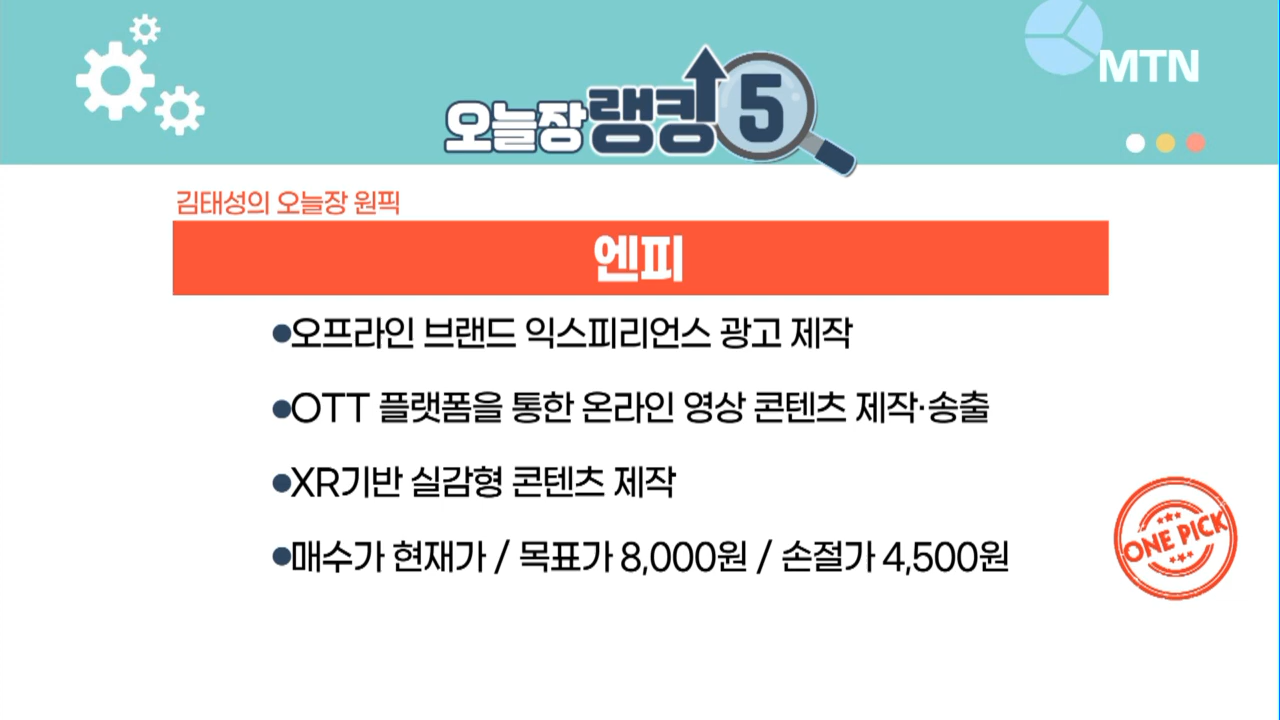 MTN
오늘장 랭킹 5
김태성의 오늘장 원픽
엔피
●오프라인 브랜드 익스피리언스 광고 제작
●OTT 플랫폼을 통한 온라인 영상 콘텐츠 제작·송출
●XR기반 실감형 콘텐츠 제작
●매수가 현재가 / 목표가 8,000원 / 손절가 4,500원
ONE PICK